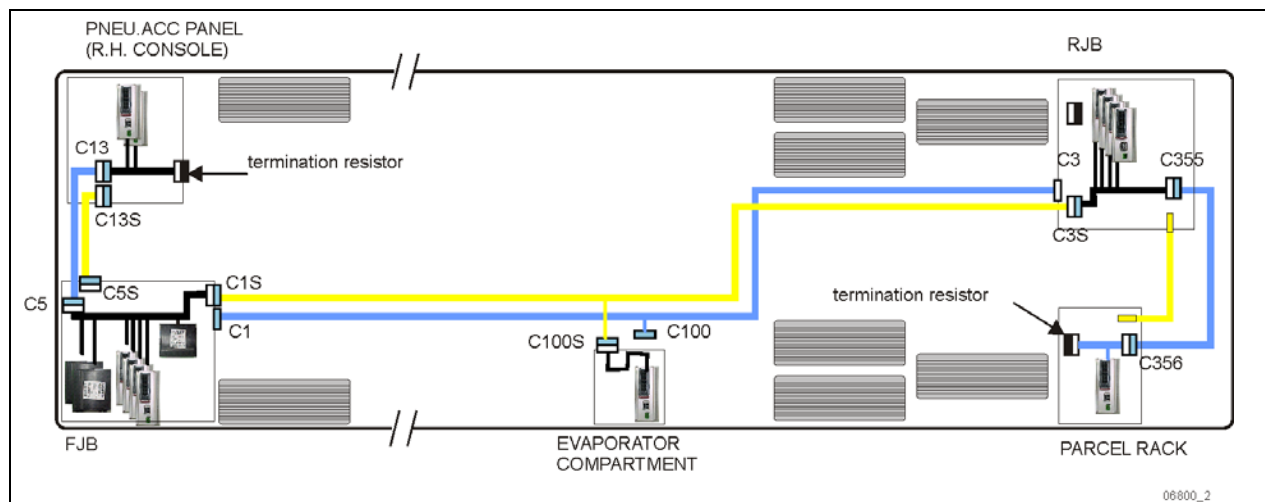 PNEU.ACC PANEL
(R.H. CONSOLE)
RJB
C13
termination resistor
C3
C355
C13S
C3S
C5
C5S
C1S
C1
termination resistor
C100S
C100
C356
FJB
EVAPORATOR
COMPARTMENT
PARCEL RACK
06800_2